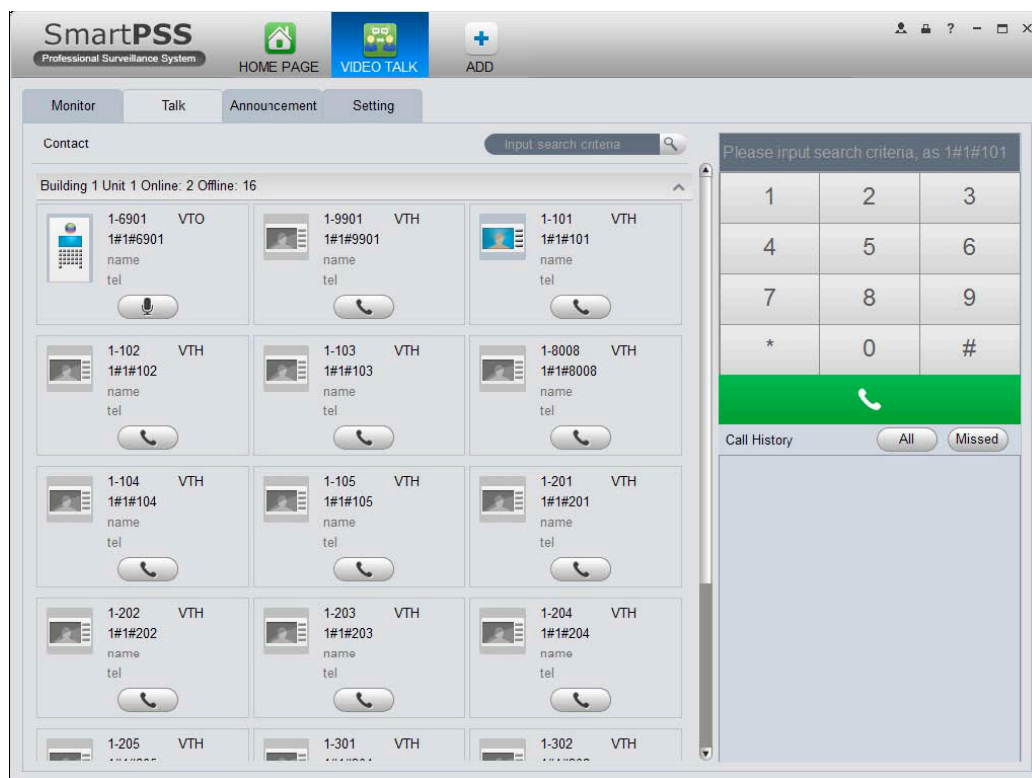 SmartPSS
Professional Surveillance System
HOME PAGE
VIDEO TALK
ADD
?
Monitor
Talk
Announcement
Setting
Contact
Input search criteria
Building 1 Unit 1 Online: 2 Offline: 16
1-6901 VTO
1#1#6901
name
tel
1-9901 VTH
1#1#9901
name
tel
1-101 VTH
1#1#101
name
tel
1-102 VTH
1#1#102
name
tel
1-103 VTH
1#1#103
name
tel
1-8008 VTH
1#1#8008
name
tel
1-104 VTH
1#1#104
name
tel
1-105 VTH
1#1#105
name
tel
1-201 VTH
1#1#201
name
tel
1-202 VTH
1#1#202
name
tel
1-203 VTH
1#1#203
name
tel
1-204 VTH
1#1#204
name
tel
1-205 VTH
1-301 VTH
1-302 VTH
Please input search criteria, as 1#1#101
1 2 3
4 5 6
7 8 9
* 0 #
Call History
All
Missed